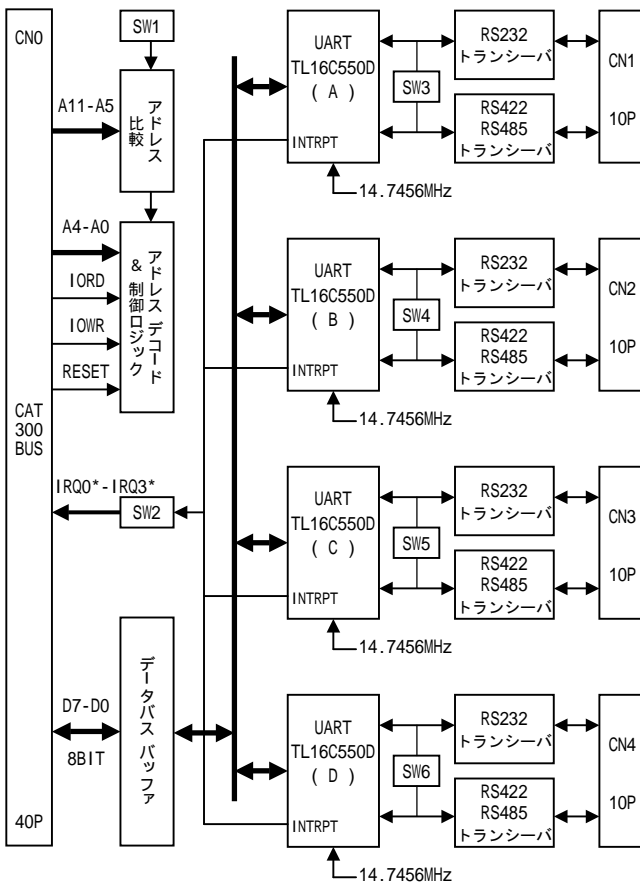 CN0
CAT
300
BUS
40P
SW1
A11-A5
アドレス
比較
A4-A0
IORD
IOWR
RESET
アドレス デコード
& 制御ロジック
IRQ0*-IRQ3*
SW2
D7-D0
8BIT
データバス バッファ
UART
TL16C550D
( A )
INTRPT
14.7456MHz
SW3
RS232
トランシーバ
RS422
RS485
トランシーバ
CN1
10P
UART
TL16C550D
( B )
INTRPT
14.7456MHz
SW4
RS232
トランシーバ
RS422
RS485
トランシーバ
CN2
10P
UART
TL16C550D
( C )
INTRPT
14.7456MHz
SW5
RS232
トランシーバ
RS422
RS485
トランシーバ
CN3
10P
UART
TL16C550D
( D )
INTRPT
14.7456MHz
SW6
RS232
トランシーバ
RS422
RS485
トランシーバ
CN4
10P